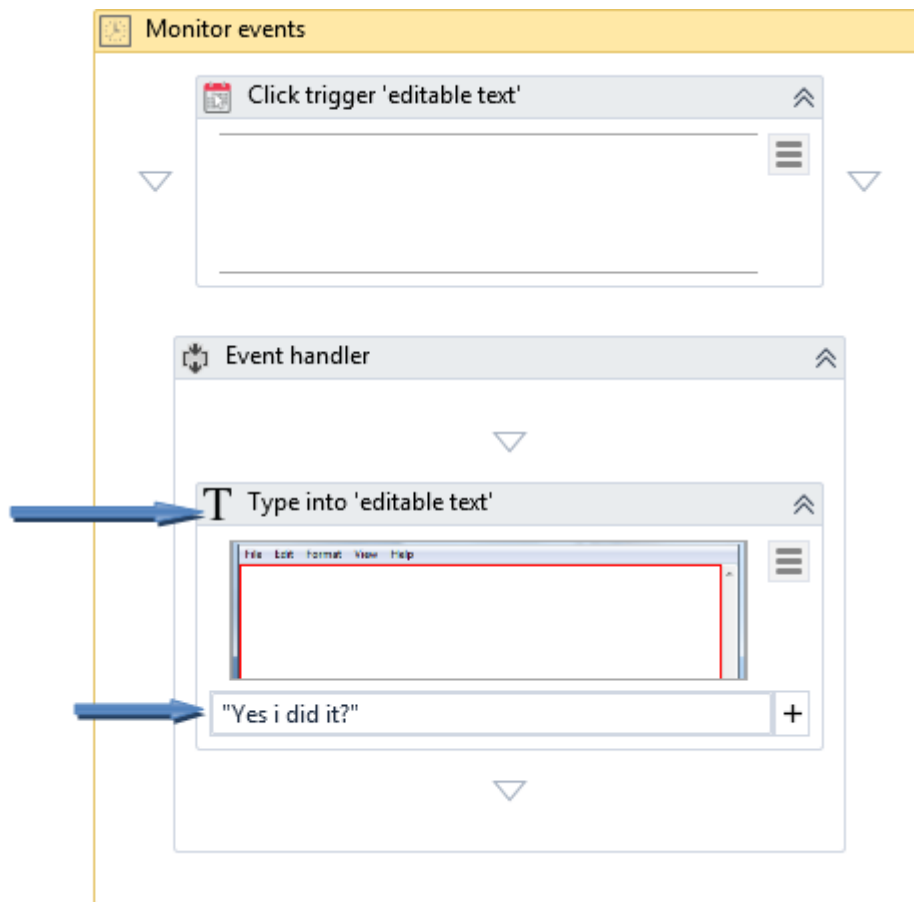 Monitor events
Click trigger 'editable text'
Event handler
T Type into 'editable text'
File Edit Format View Help
"Yes i did it?"
+